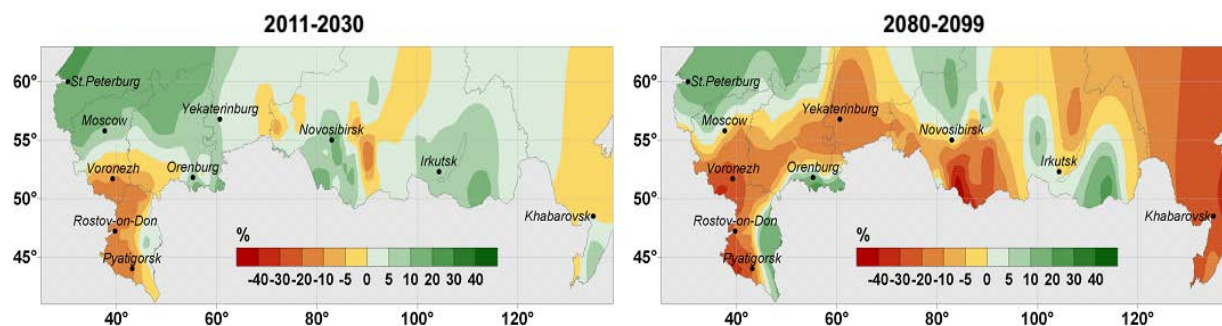 2011-2030
60°
55°
50°
45°
St.Peterburg
Moscow
Yekaterinburg
Novosibirsk
Voronezh
Orenburg
Irkutsk
Rostov-on-Don
Khabarovsk
Pyatigorsk
%
-40 -30 -20 -10 -5 0 5 10 20 30 40
40° 60° 80° 100° 120°
2080-2099
60°
55°
50°
45°
St.Peterburg
Moscow
Yekaterinburg
Novosibirsk
Voronezh
Orenburg
Irkutsk
Rostov-on-Don
Khabarovsk
Pyatigorsk
%
-40 -30 -20 -10 -5 0 5 10 20 30 40
40° 60° 80° 100° 120°